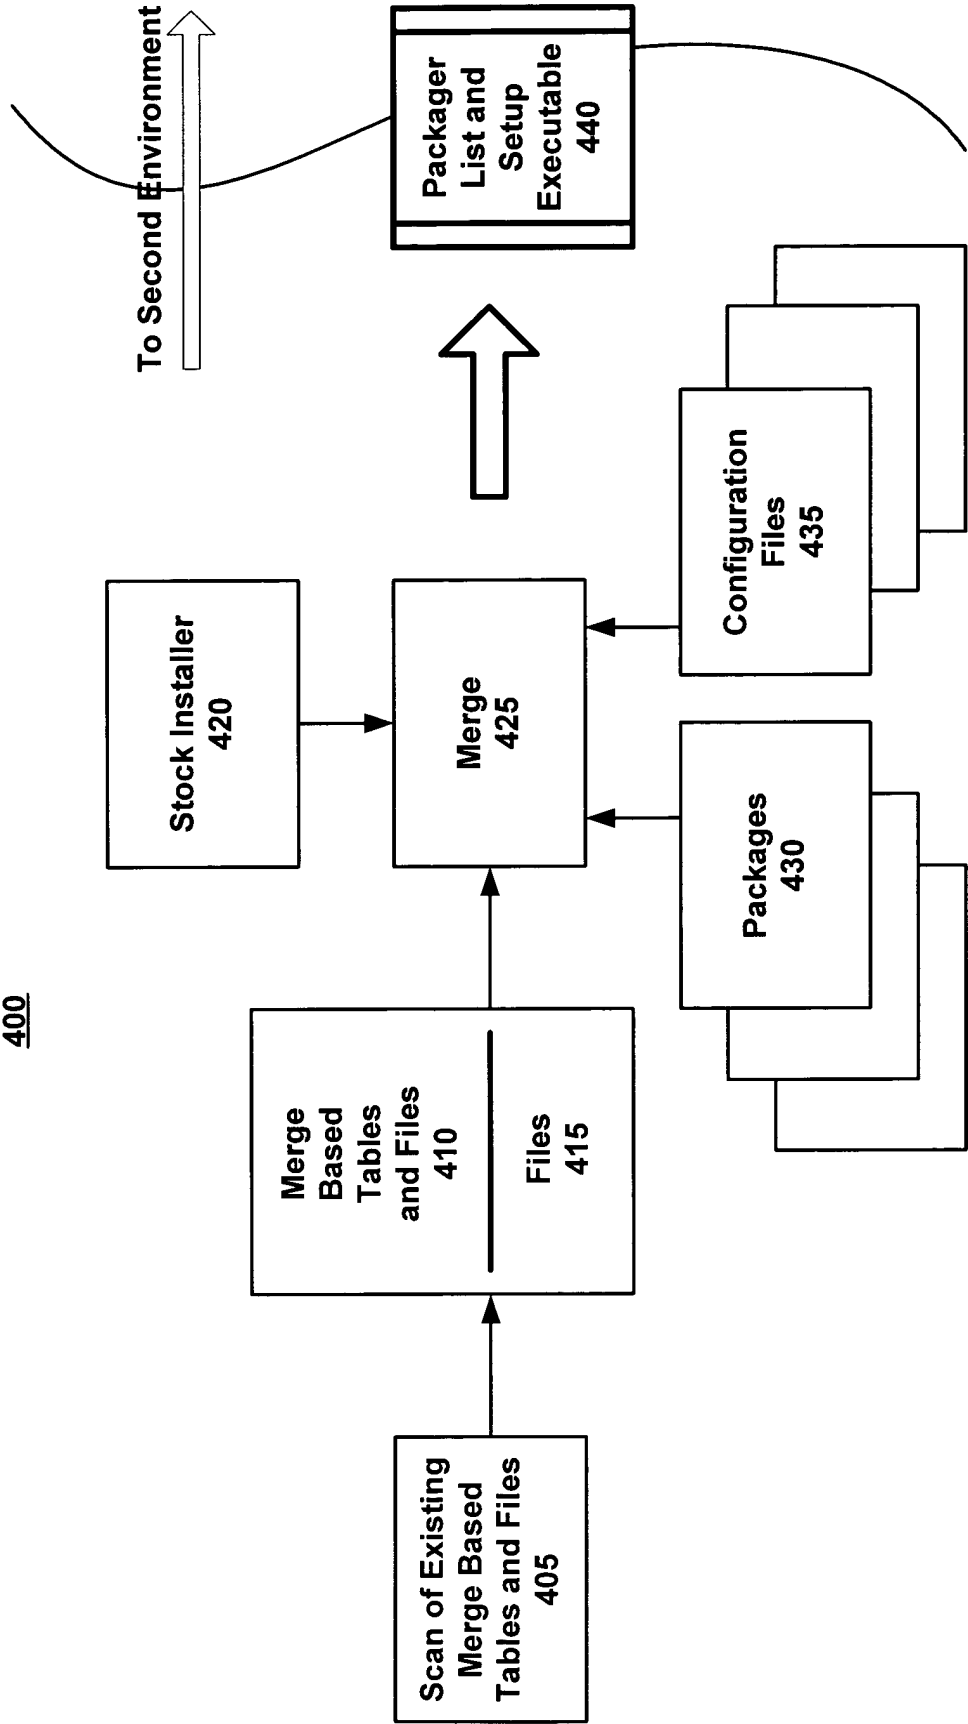 400
Scan of Existing
Merge Based
Tables and Files
405
Merge
Based
Tables
and Files
410
Files
415
Stock Installer
420
Merge
425
Packages
430
Configuration
Files
435
To Second Environment
Packager
List and
Setup
Executable
440